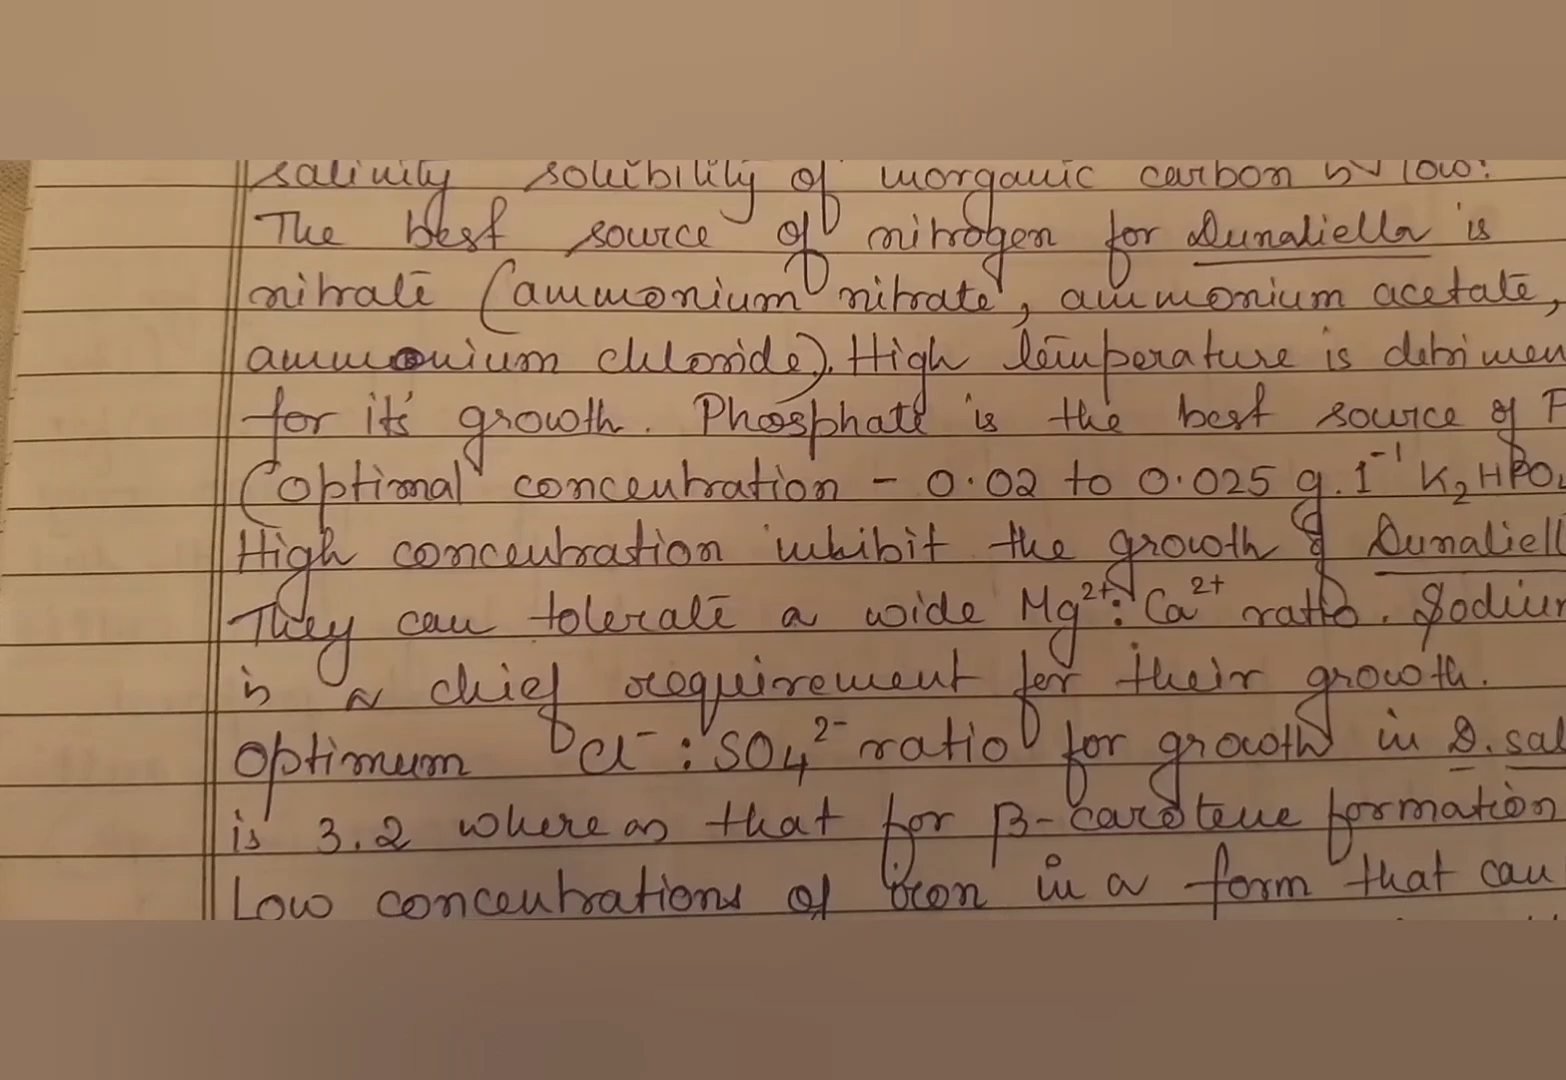 salinity solubility of inorganic carbon is low.
The best source of nitrogen for Dunaliella is
nitrate (ammonium nitrate, ammonium acetate,
ammonium chloride). High temperature is detrimen
for it's growth. Phosphate is the best source of P
(optimal concentration - 0.02 to 0.025 g.l⁻¹ K₂HPO₄
High concentration inhibit the growth of Dunaliell
They can tolerate a wide Mg²⁺: Ca²⁺ ratio. Sodium
is a chief requirement for their growth.
optimum Cl⁻ : SO₄²⁻ ratio for growth in D. sal
is 3.2 where as that for β-carotene formation
Low concentrations of iron in a form that can